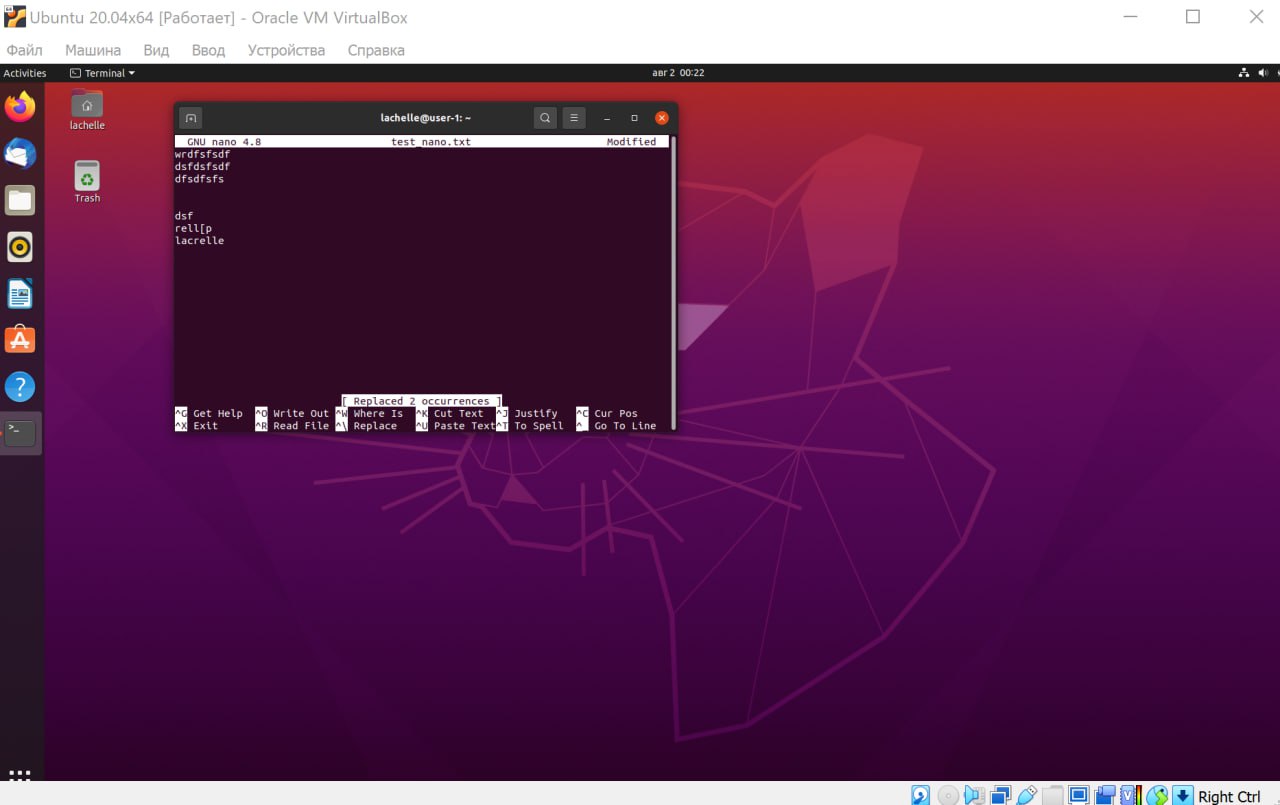 Ubuntu 20.04x64 [Работает] - Oracle VM VirtualBox
Файл Машина Вид Ввод Устройства Справка
Activities Terminal авг 2 00:22
lachelle
Trash
lachelle@user-1: ~
GNU nano 4.8 test_nano.txt Modified
wrdfsfsdf
dsfdsfsdf
dfsdfsfs
dsf
rell[p
lacrelle
[ Replaced 2 occurrences ]
^G Get Help ^O Write Out ^W Where Is ^K Cut Text ^J Justify ^C Cur Pos
^X Exit ^R Read File ^\ Replace ^U Paste Text ^T To Spell ^_ Go To Line
Right Ctrl